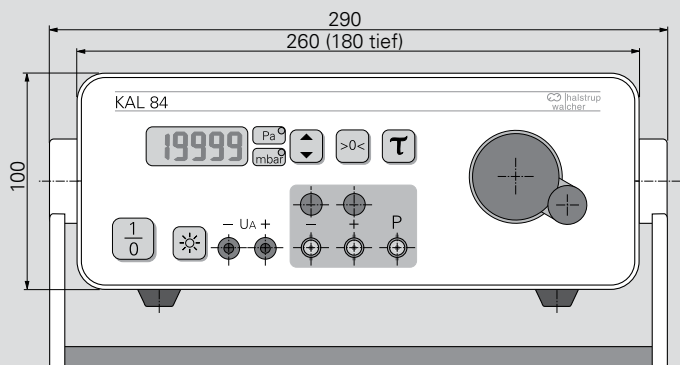 290
260 (180 tief)
100
KAL 84
halstrup
walcher
19999
Pa
mbar
>0<
τ
1
0
− UA +
− + P